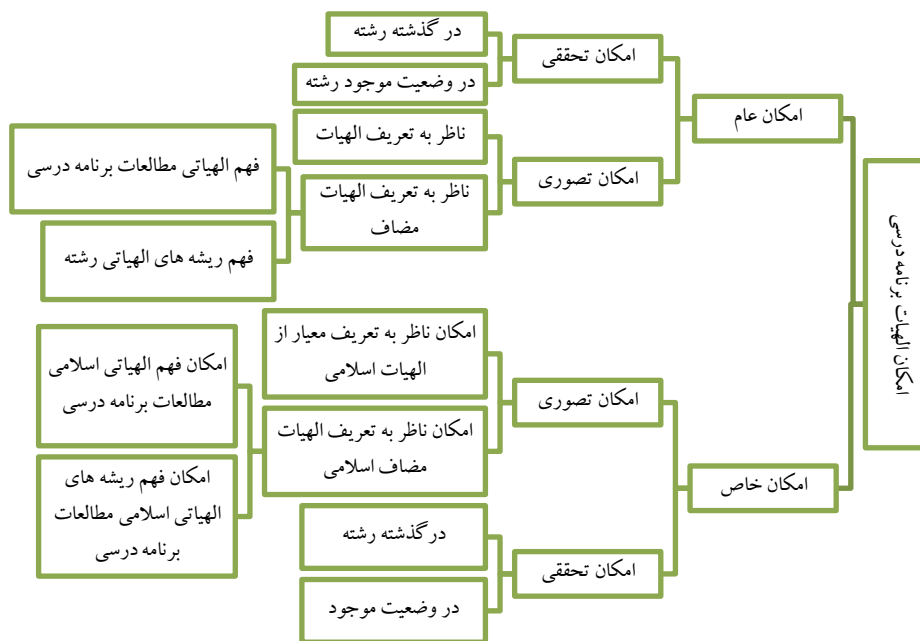 امکان الهیات برنامه درسی
امکان عام
امکان تحققی
در گذشته رشته
در وضعیت موجود رشته
امکان تصوری
ناظر به تعریف الهیات
ناظر به تعریف الهیات
مضاف
فهم الهیاتی مطالعات برنامه درسی
فهم ریشه های الهیاتی رشته
امکان خاص
امکان تصوری
امکان ناظر به تعریف معیار از
الهیات اسلامی
امکان ناظر به تعریف الهیات
مضاف اسلامی
امکان فهم الهیاتی اسلامی
مطالعات برنامه درسی
امکان فهم ریشه های
الهیاتی اسلامی مطالعات
برنامه درسی
امکان تحققی
در گذشته رشته
در وضعیت موجود